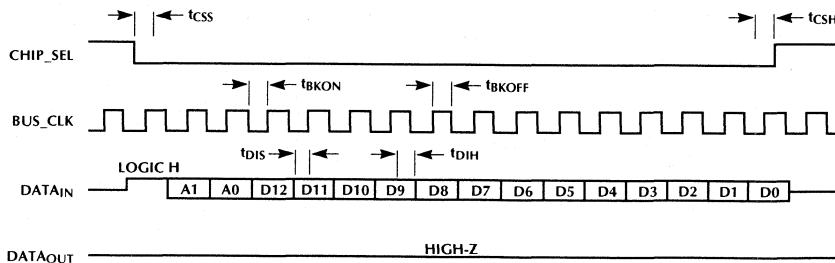 tCSS
tCSH
CHIP_SEL
tBKON
tBKOFF
BUS_CLK
tDIS
tDIH
LOGIC H
DATAIN
A1 A0 D12 D11 D10 D9 D8 D7 D6 D5 D4 D3 D2 D1 D0
HIGH-Z
DATAOUT